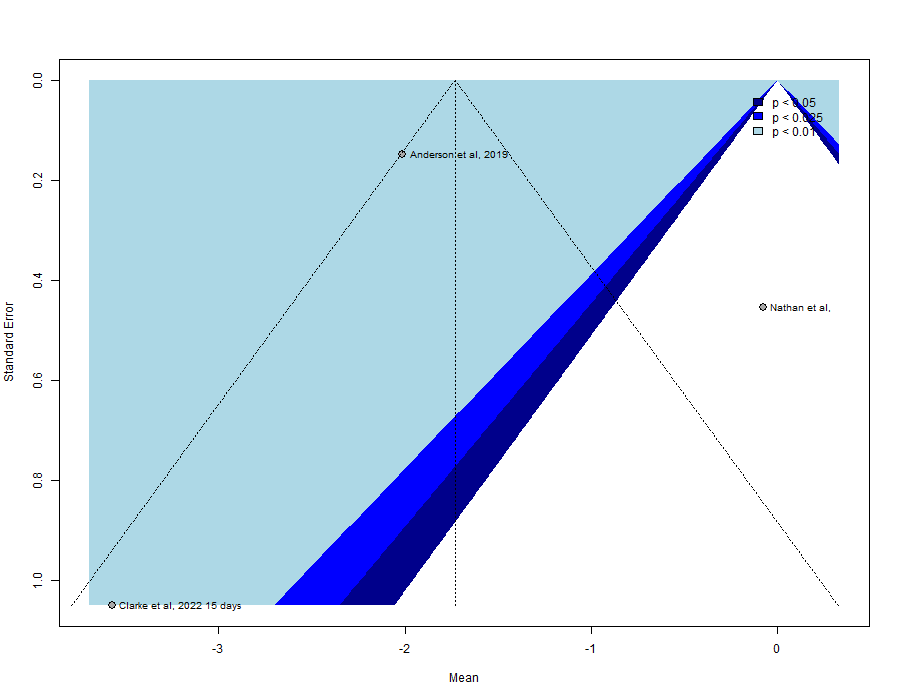 0.0
p < 0.05
p < 0.025
p < 0.01
Anderson et al, 2019
0.2
0.4
Nathan et al,
Standard Error
0.6
0.8
1.0
Clarke et al, 2022 15 days
-3
-2
-1
0
Mean